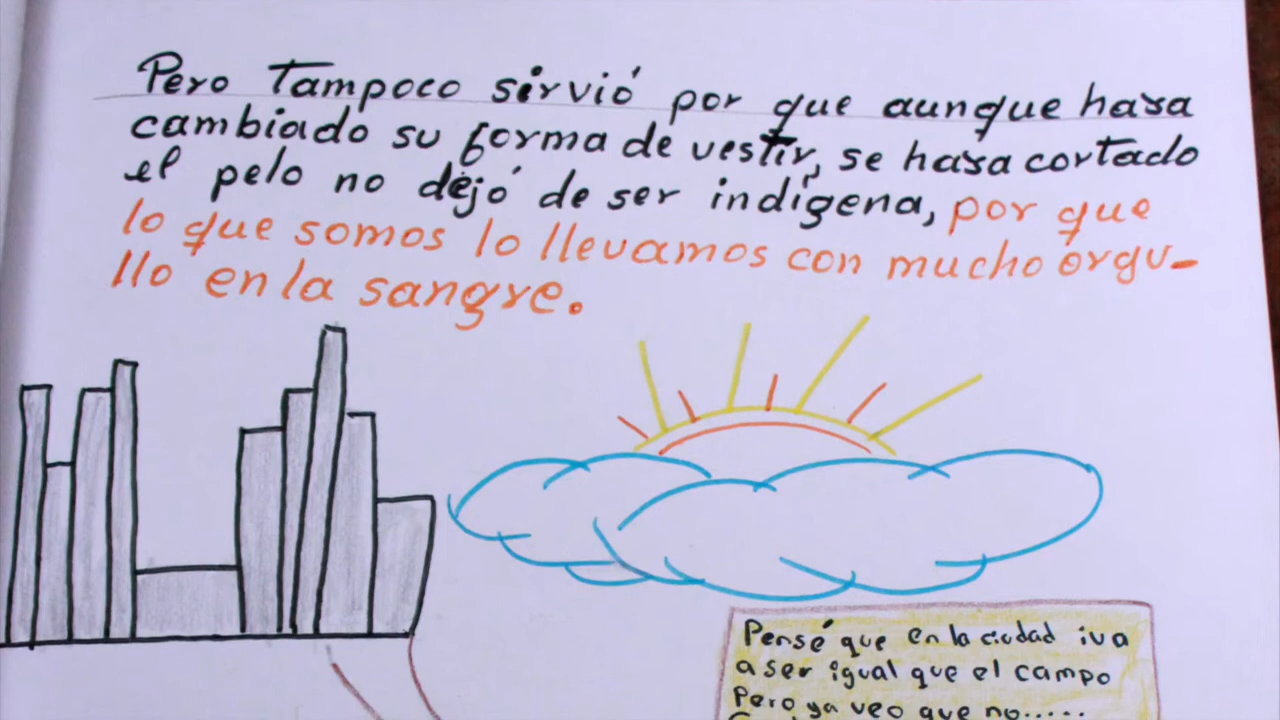 Pero Tampoco sirvió por que aunque haya
cambiado su forma de vestir, se haya cortado
el pelo no dejó de ser indígena, por que
lo que somos lo llevamos con mucho orgu-
llo en la sangre.
Pensé que en la ciudad iva
a ser igual que el campo
Pero ya veo que no.....